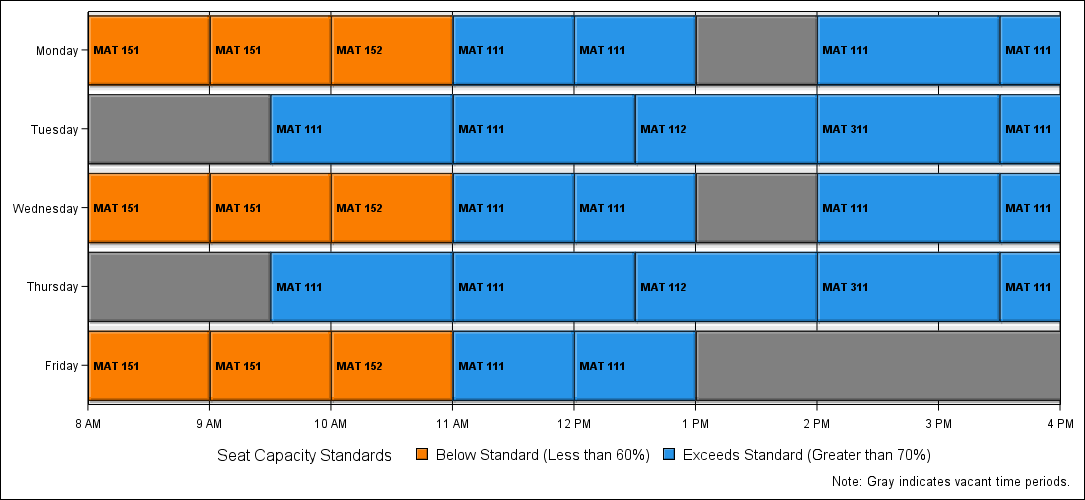 Monday MAT 151 MAT 151 MAT 152 MAT 111 MAT 111 MAT 111 MAT 111
Tuesday MAT 111 MAT 111 MAT 112 MAT 311 MAT 111
Wednesday MAT 151 MAT 151 MAT 152 MAT 111 MAT 111 MAT 111 MAT 111
Thursday MAT 111 MAT 111 MAT 112 MAT 311 MAT 111
Friday MAT 151 MAT 151 MAT 152 MAT 111 MAT 111
8 AM 9 AM 10 AM 11 AM 12 PM 1 PM 2 PM 3 PM 4 PM
Seat Capacity Standards Below Standard (Less than 60%) Exceeds Standard (Greater than 70%)
Note: Gray indicates vacant time periods.